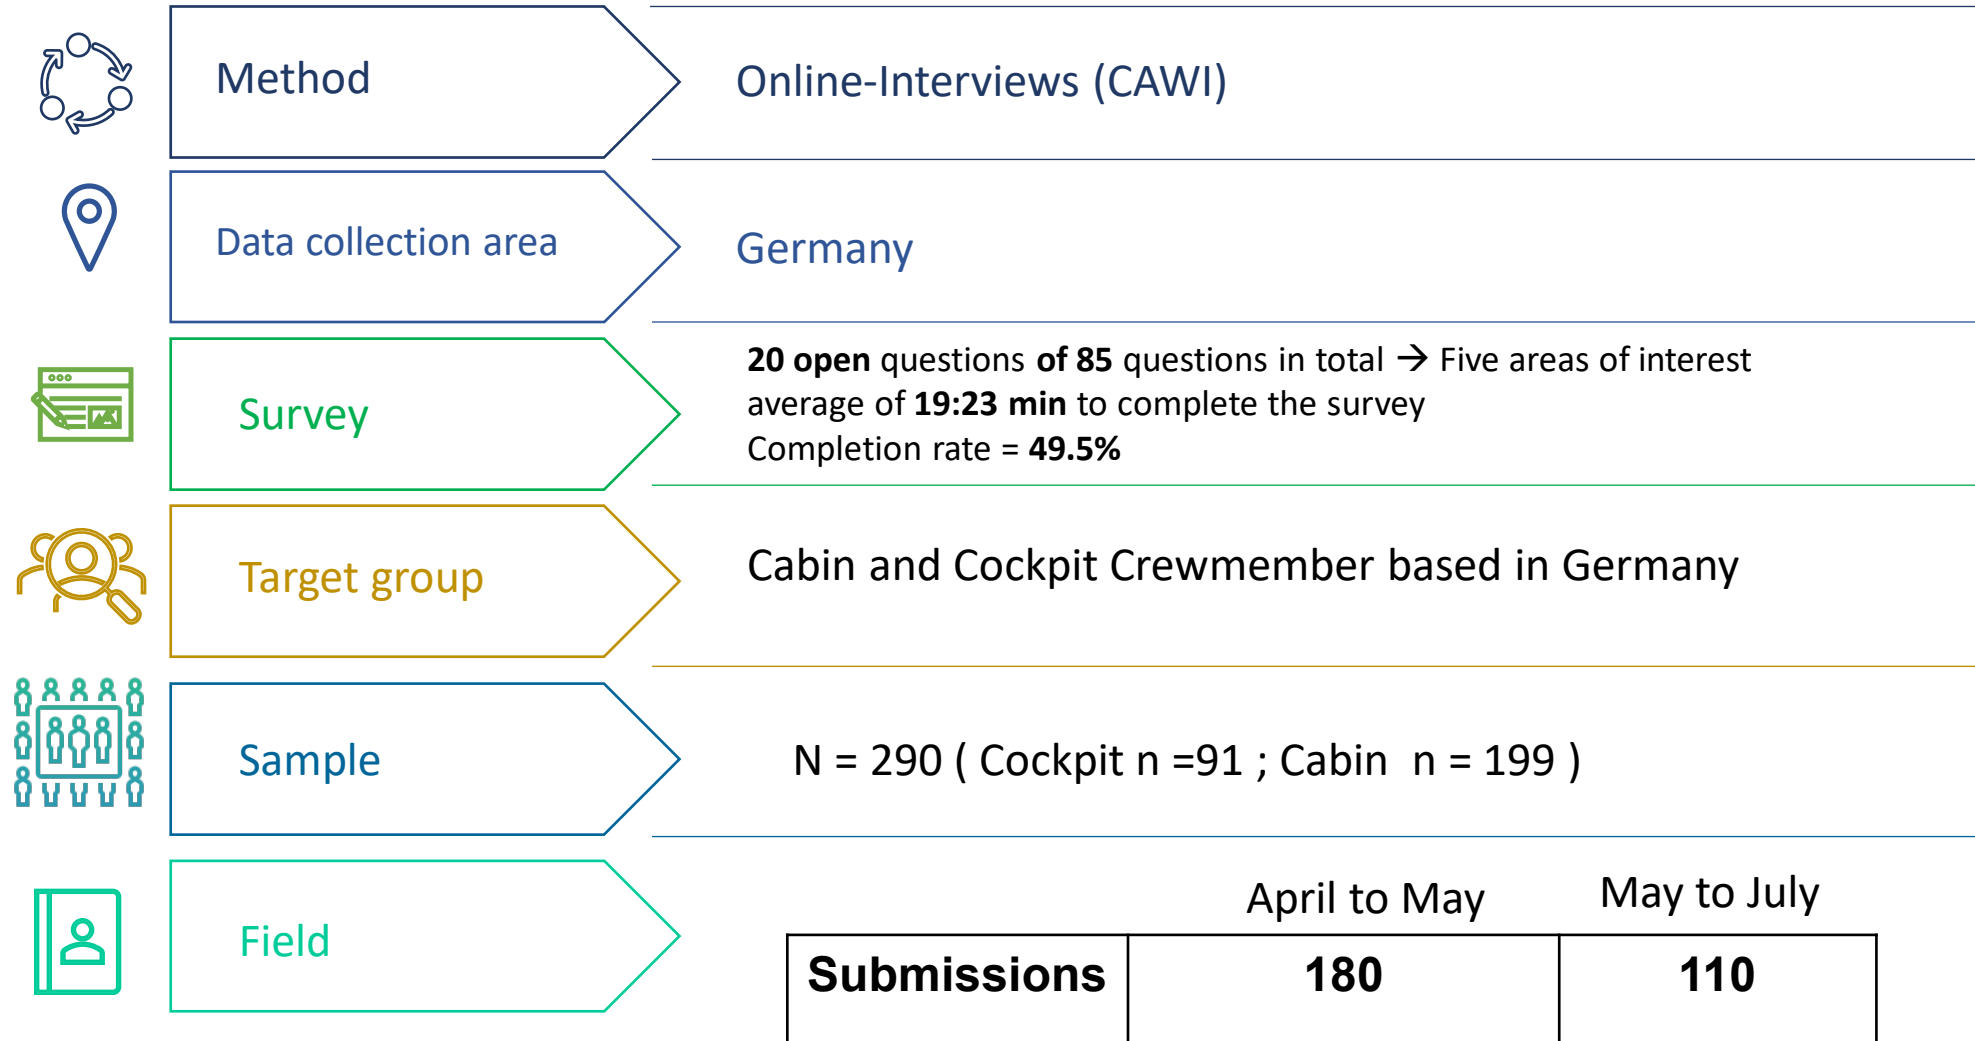 Method
Online-Interviews (CAWI)
Data collection area
Germany
Survey
20 open questions of 85 questions in total → Five areas of interest
average of 19:23 min to complete the survey
Completion rate = 49.5%
Target group
Cabin and Cockpit Crewmember based in Germany
Sample
N = 290 ( Cockpit n =91 ; Cabin n = 199 )
Field
April to May May to July
Submissions 180 110